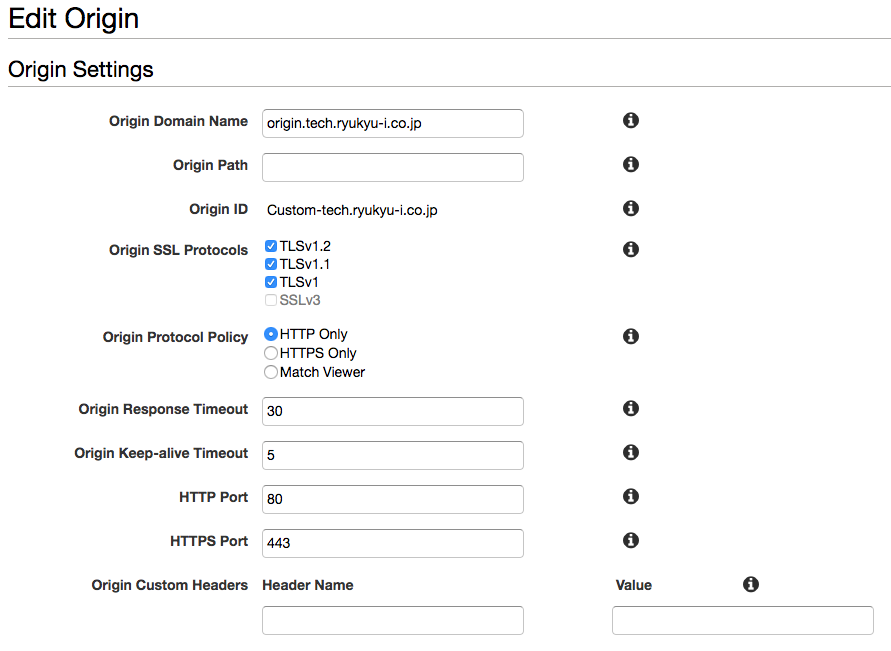 Edit Origin
Origin Settings
Origin Domain Name origin.tech.ryukyu-i.co.jp
Origin Path
Origin ID Custom-tech.ryukyu-i.co.jp
Origin SSL Protocols TLSv1.2
TLSv1.1
TLSv1
SSLv3
Origin Protocol Policy HTTP Only
HTTPS Only
Match Viewer
Origin Response Timeout 30
Origin Keep-alive Timeout 5
HTTP Port 80
HTTPS Port 443
Origin Custom Headers Header Name Value